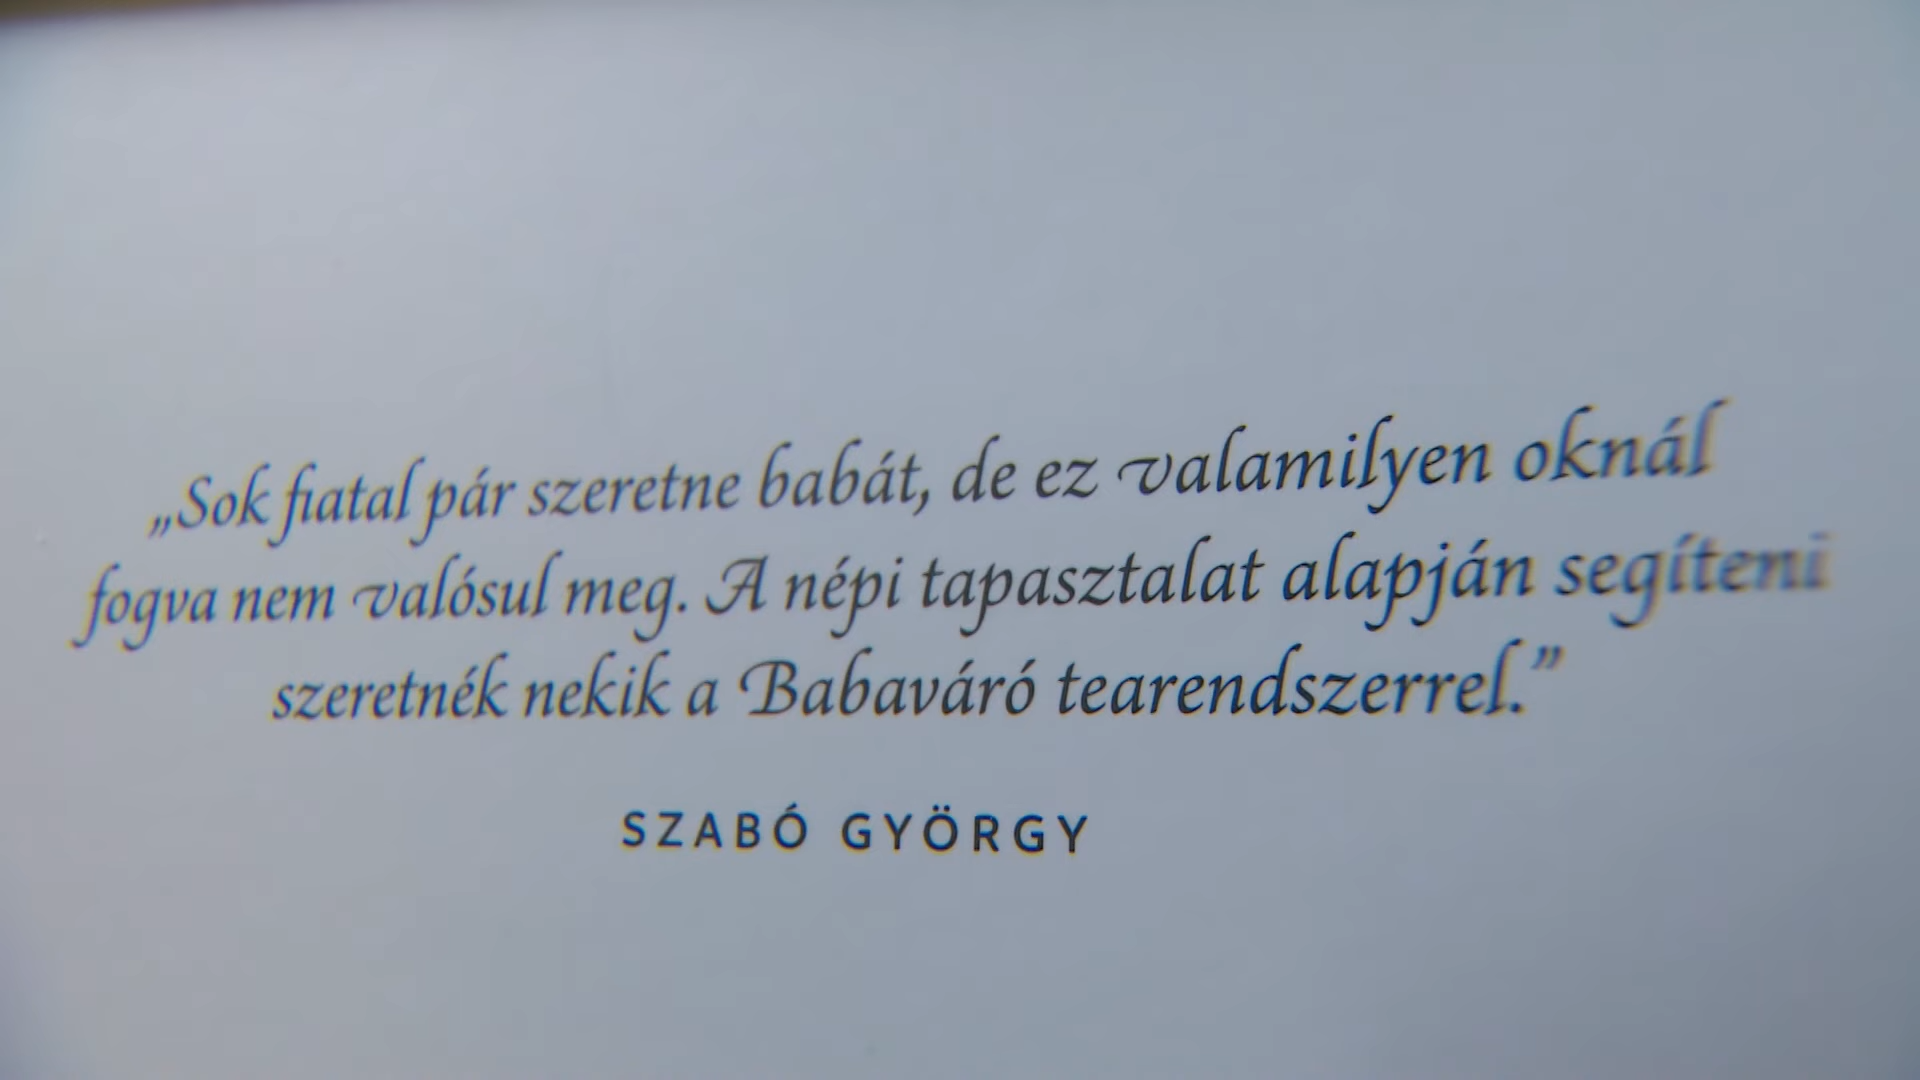 „Sok fiatal pár szeretne babát, de ez valamilyen oknál
fogva nem valósul meg. A népi tapasztalat alapján segíteni
szeretnék nekik a Babaváró tearendszerrel.”
SZABÓ GYÖRGY